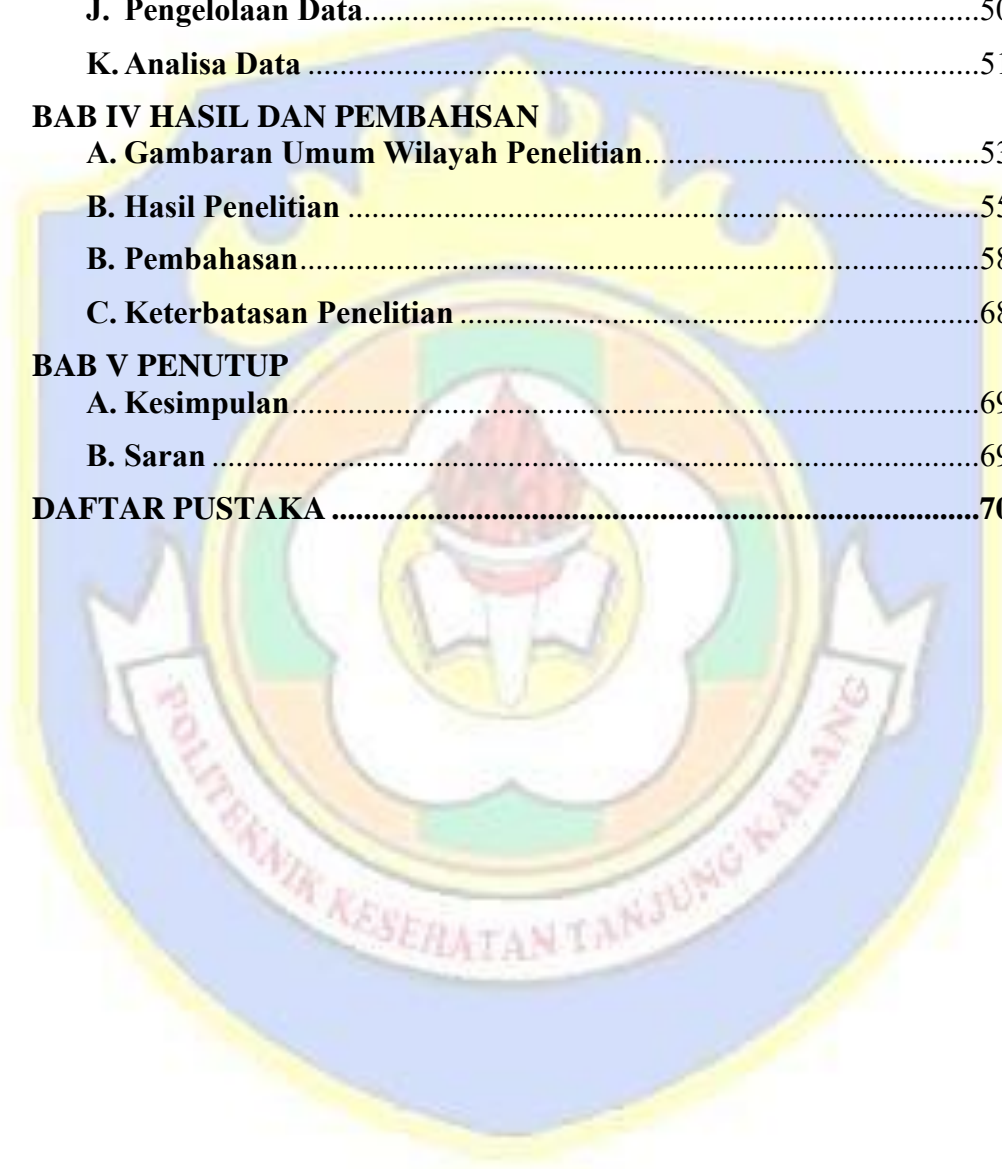 J. Pengelolaan Data..........50
K. Analisa Data..........51
BAB IV HASIL DAN PEMBAHSAN
A. Gambaran Umum Wilayah Penelitian..........53
B. Hasil Penelitian..........55
B. Pembahasan..........58
C. Keterbatasan Penelitian..........68
BAB V PENUTUP
A. Kesimpulan..........69
B. Saran..........69
DAFTAR PUSTAKA..........70
POLITEKNIK KESEHATAN TANJUNG KARANG